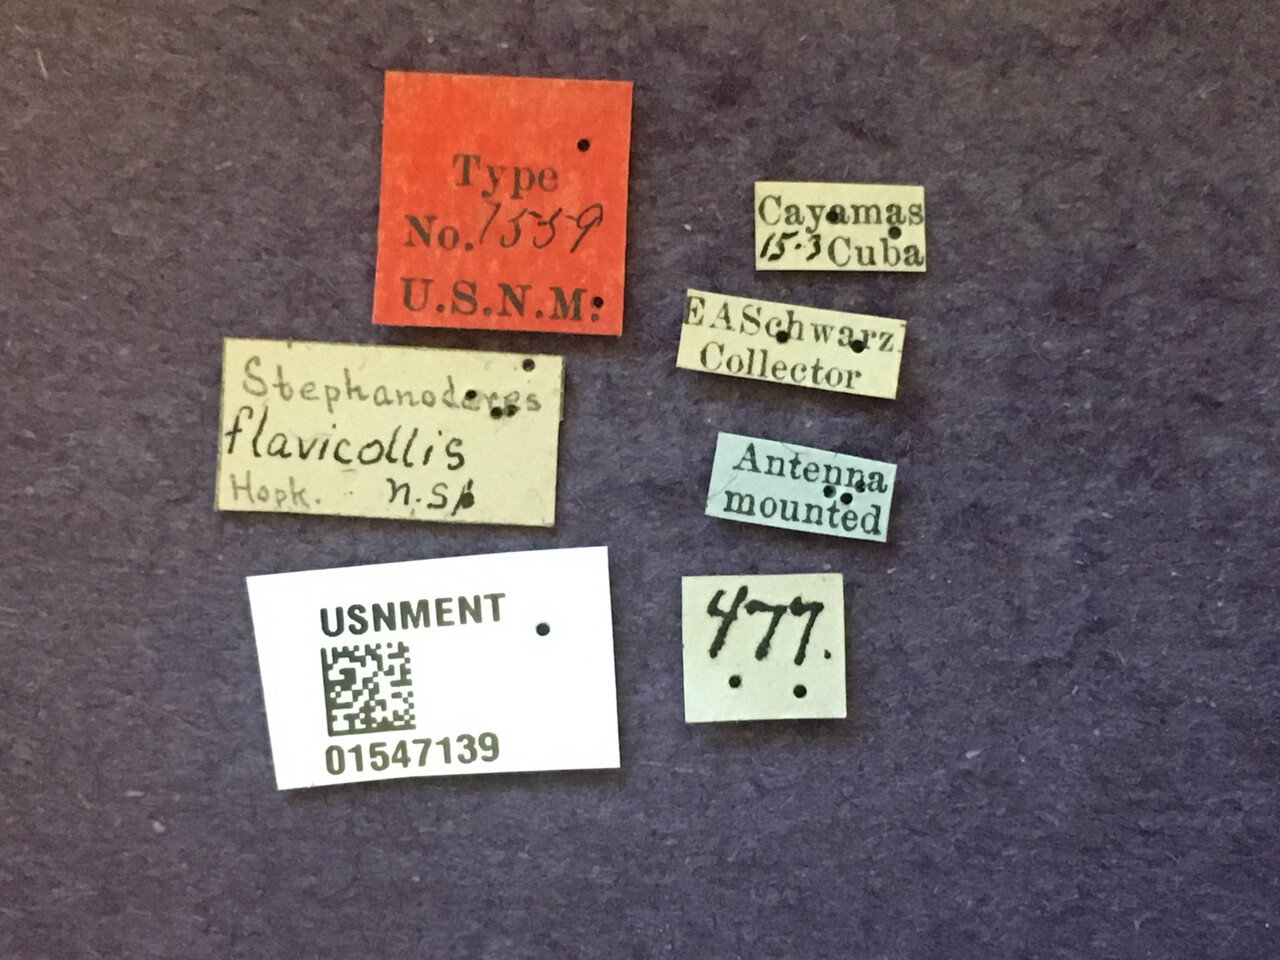 Type
No. 1559
U.S.N.M.
Cayamas
15.3 Cuba
EASchwarz
Collector
Stephanoderes
flavicollis
Hopk. n.sp
Antenna
mounted
USNMENT
01547139
477.